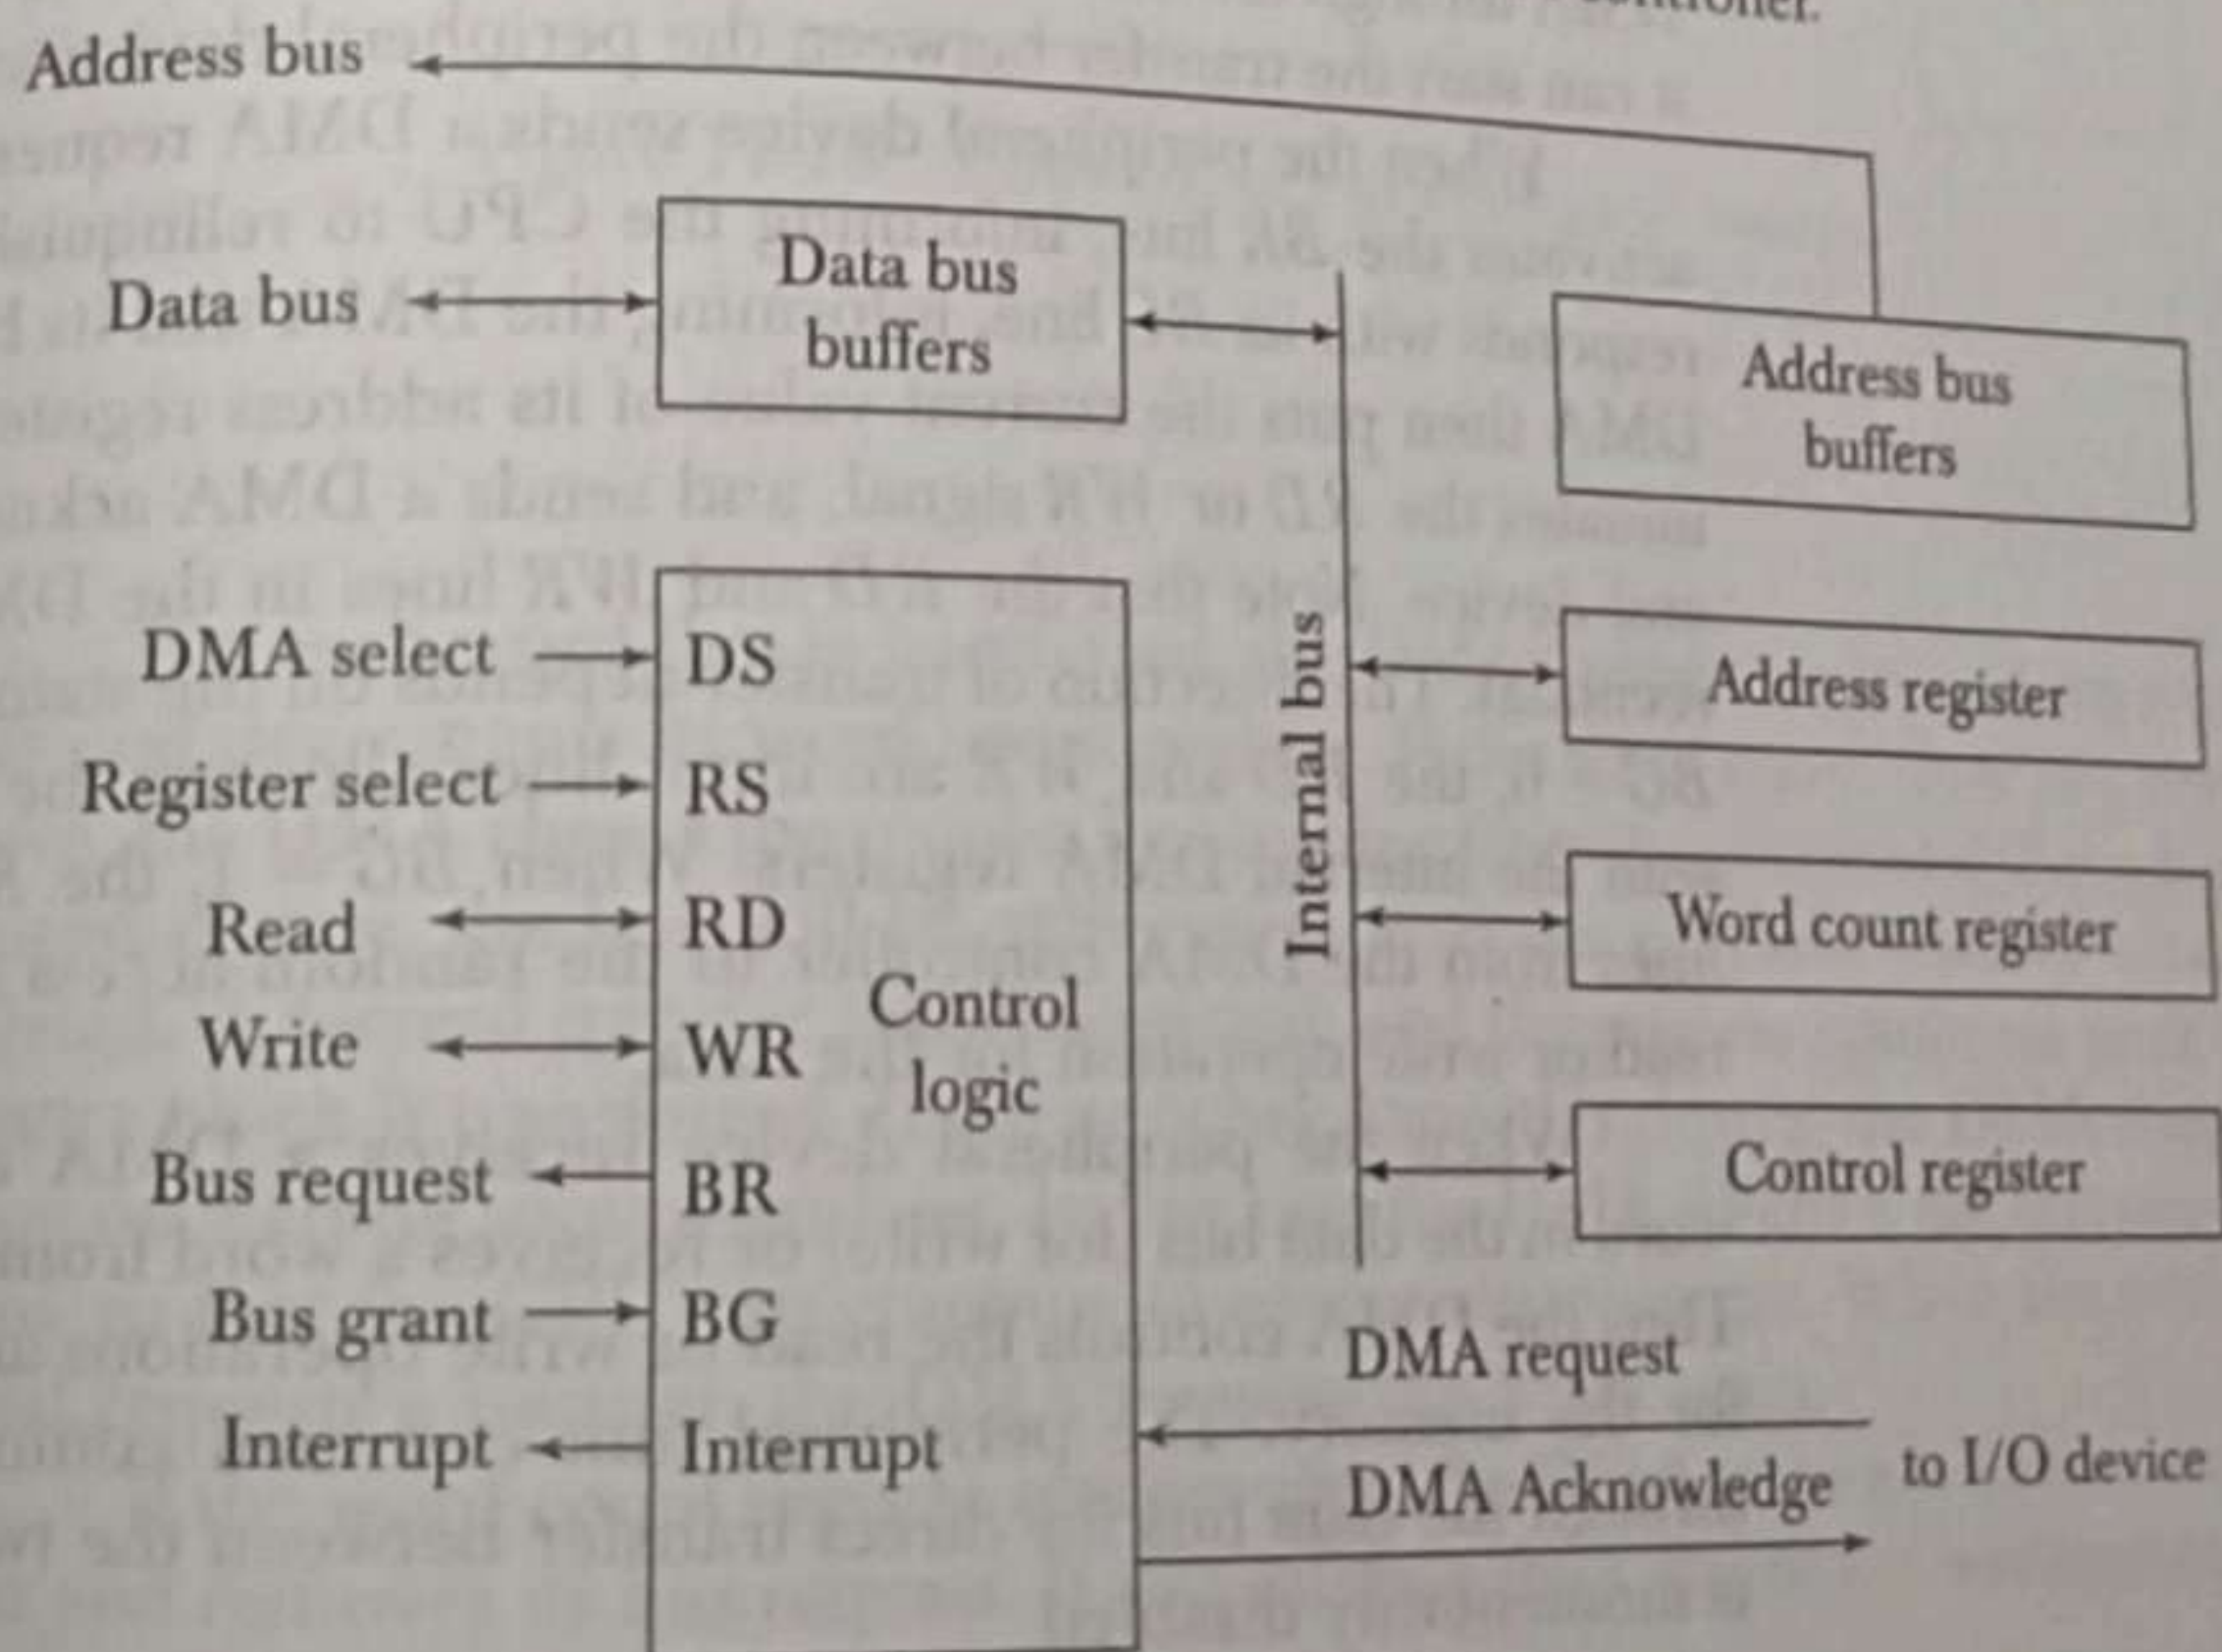 Address bus
Data bus
Data bus
buffers
Address bus
buffers
DMA select
DS
Register select
RS
Read
RD
Write
WR
Control
logic
Bus request
BR
Bus grant
BG
Interrupt
Interrupt
Internal bus
Address register
Word count register
Control register
DMA request
DMA Acknowledge
to I/O device